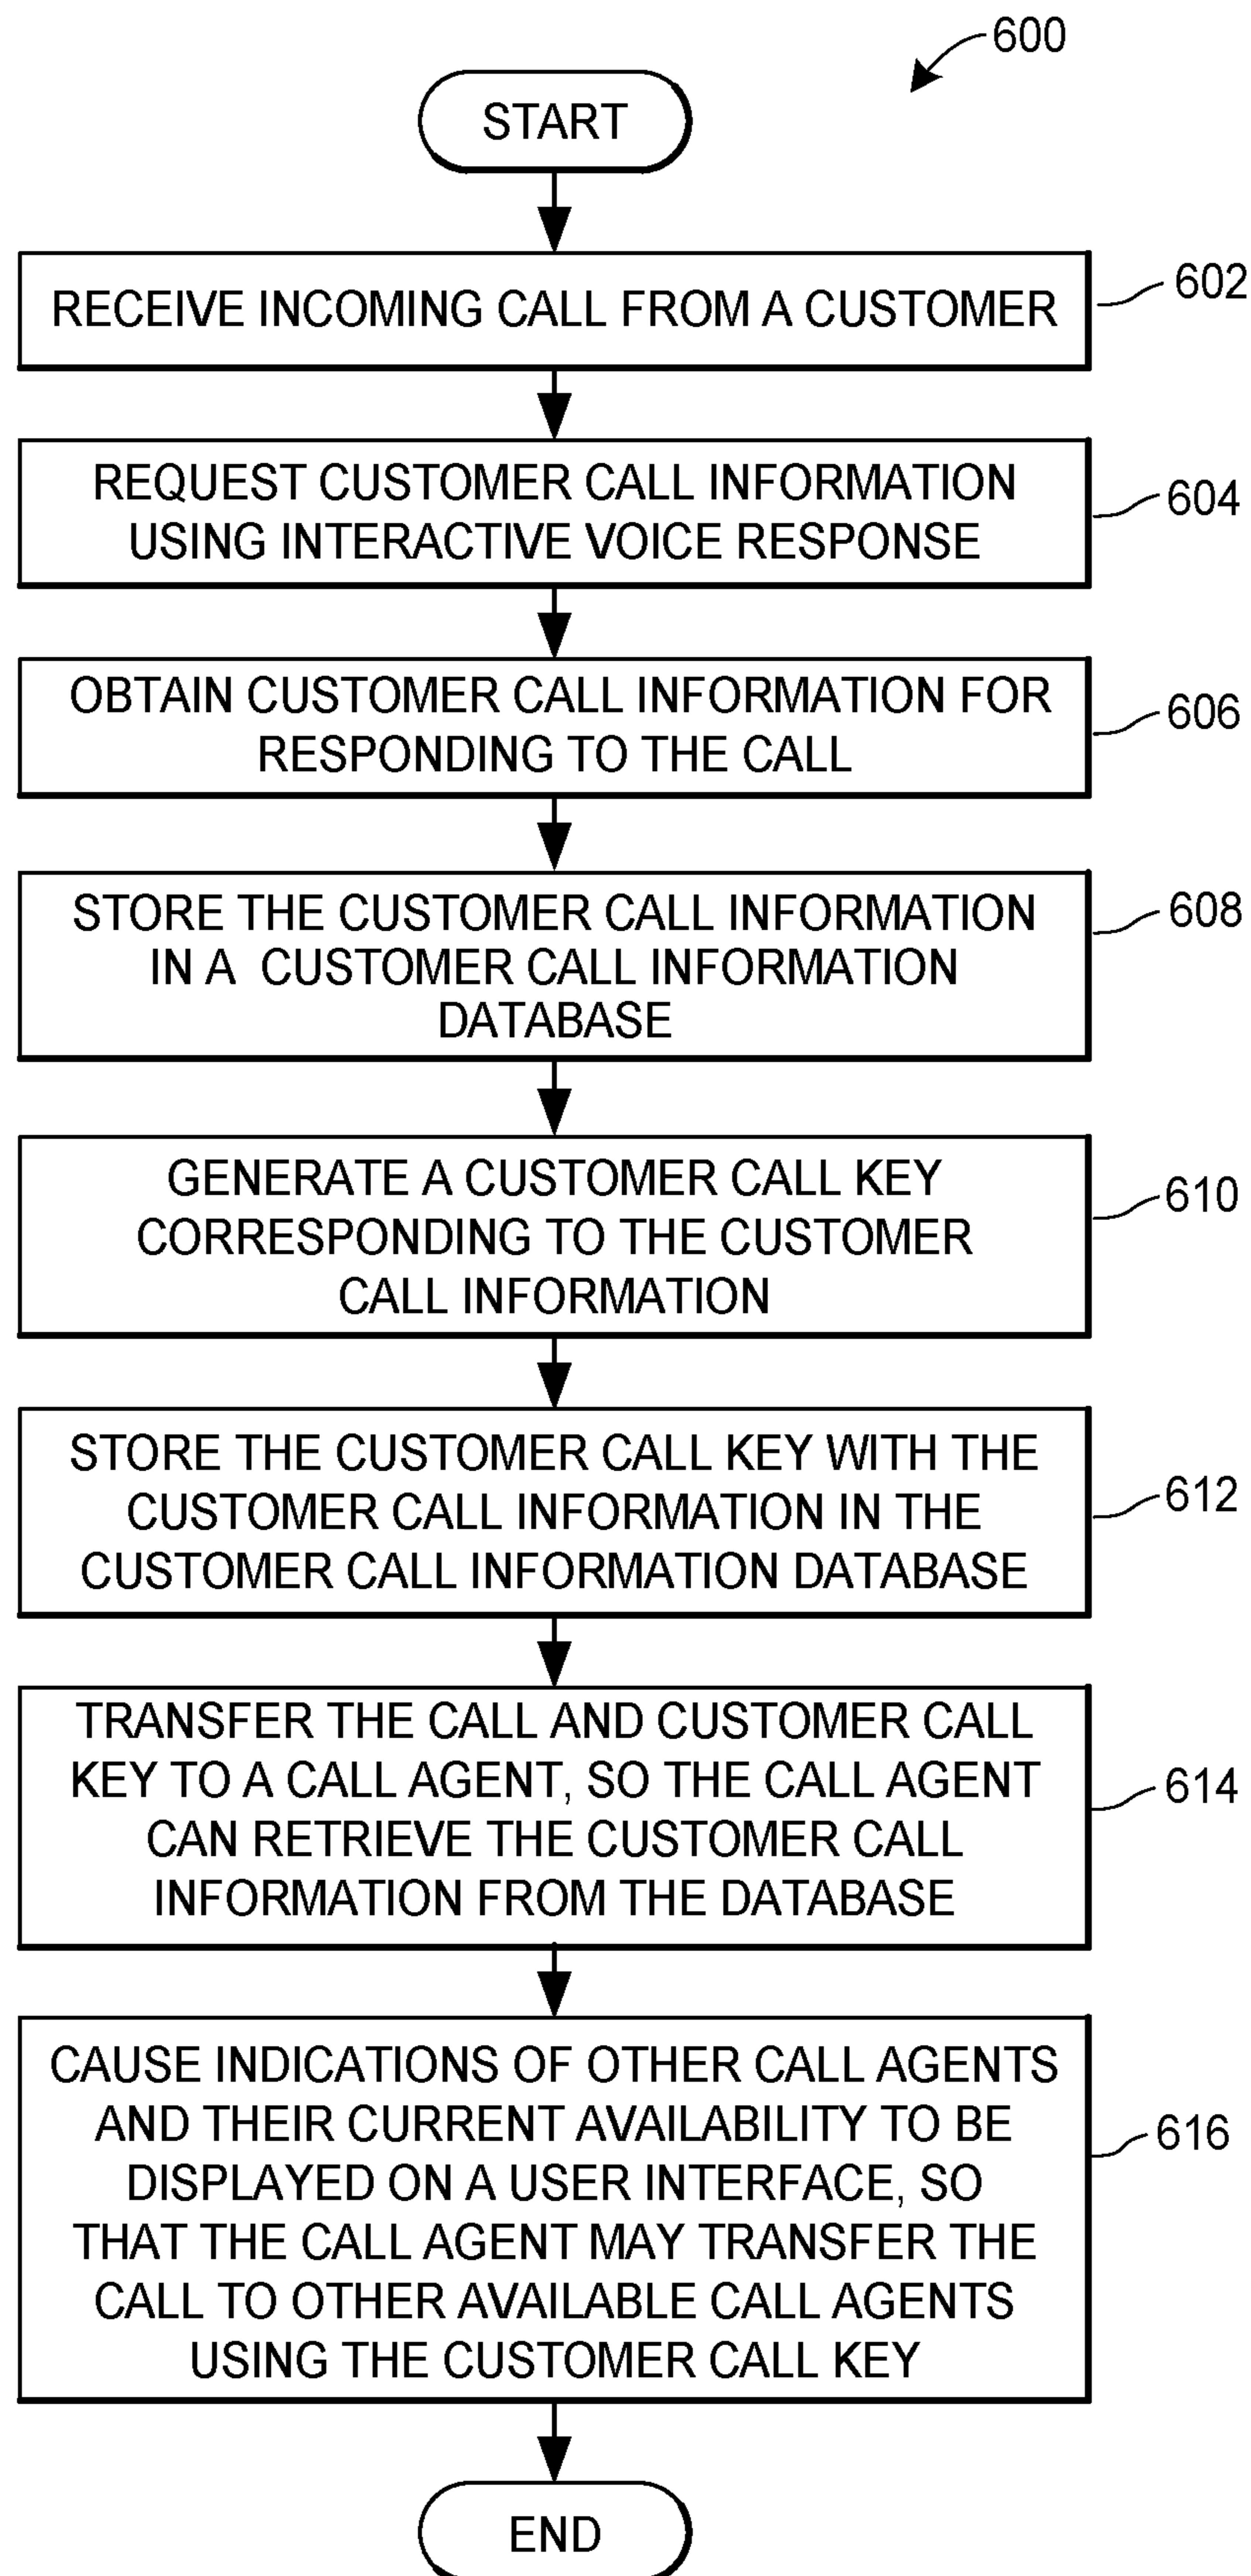 600
START
RECEIVE INCOMING CALL FROM A CUSTOMER
602
REQUEST CUSTOMER CALL INFORMATION
USING INTERACTIVE VOICE RESPONSE
604
OBTAIN CUSTOMER CALL INFORMATION FOR
RESPONDING TO THE CALL
606
STORE THE CUSTOMER CALL INFORMATION
IN A CUSTOMER CALL INFORMATION
DATABASE
608
GENERATE A CUSTOMER CALL KEY
CORRESPONDING TO THE CUSTOMER
CALL INFORMATION
610
STORE THE CUSTOMER CALL KEY WITH THE
CUSTOMER CALL INFORMATION IN THE
CUSTOMER CALL INFORMATION DATABASE
612
TRANSFER THE CALL AND CUSTOMER CALL
KEY TO A CALL AGENT, SO THE CALL AGENT
CAN RETRIEVE THE CUSTOMER CALL
INFORMATION FROM THE DATABASE
614
CAUSE INDICATIONS OF OTHER CALL AGENTS
AND THEIR CURRENT AVAILABILITY TO BE
DISPLAYED ON A USER INTERFACE, SO
THAT THE CALL AGENT MAY TRANSFER THE
CALL TO OTHER AVAILABLE CALL AGENTS
USING THE CUSTOMER CALL KEY
616
END